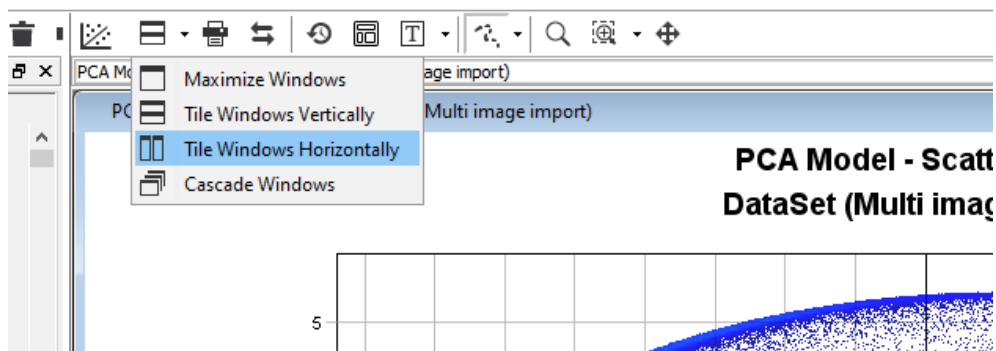 T
PCA Mo
age import)
Maximize Windows
PC
Tile Windows Vertically
Multi image import)
Tile Windows Horizontally
Cascade Windows
PCA Model - Scatt
DataSet (Multi imag
5